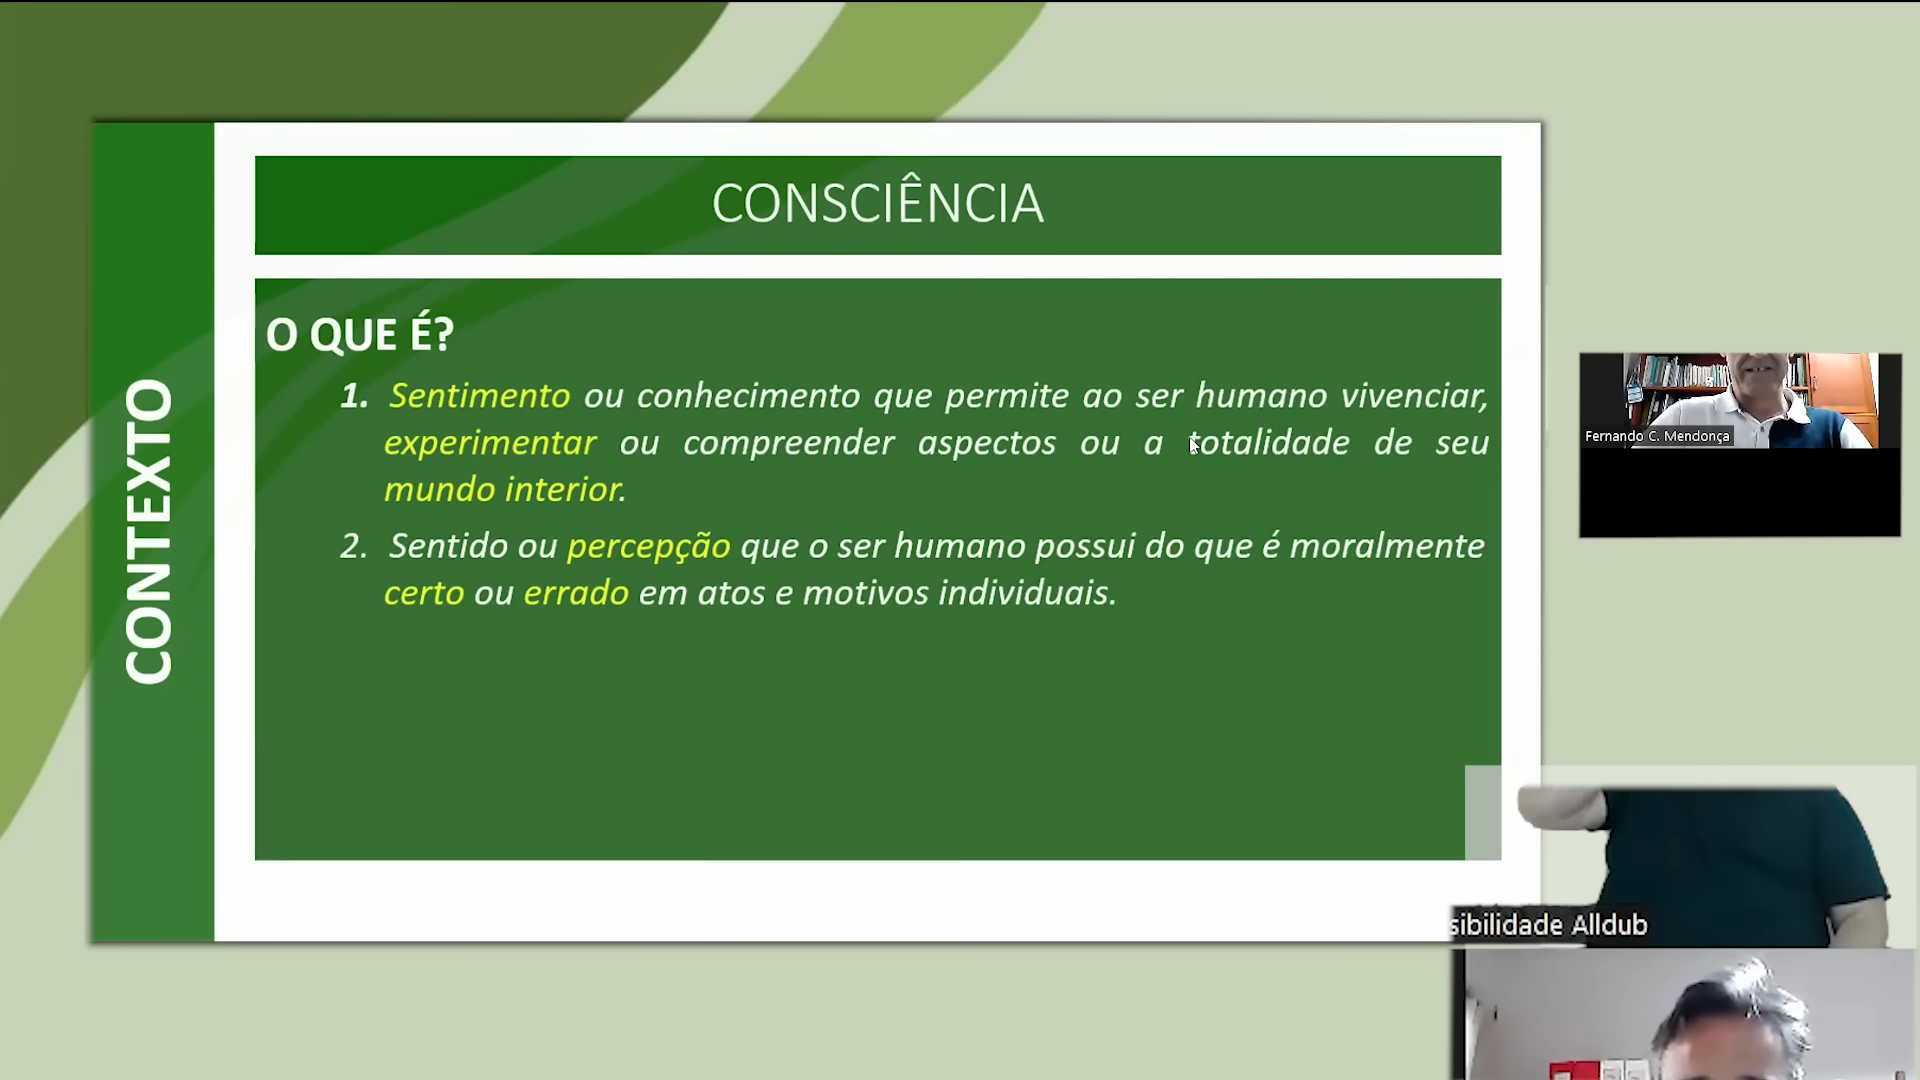 CONSCIÊNCIA
CONTEXTO
O QUE É?
1. Sentimento ou conhecimento que permite ao ser humano vivenciar,
experimentar ou compreender aspectos ou a totalidade de seu
mundo interior.
2. Sentido ou percepção que o ser humano possui do que é moralmente
certo ou errado em atos e motivos individuais.
Fernando C. Mendonça
sibilidade Alldub